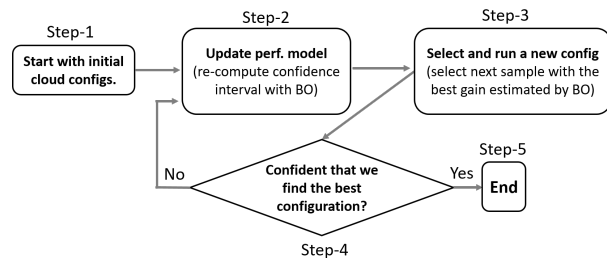 Step-1
Start with initial
cloud configs.
Step-2
Update perf. model
(re-compute confidence
interval with BO)
Step-3
Select and run a new config
(select next sample with the
best gain estimated by BO)
No
Confident that we
find the best
configuration?
Step-4
Yes
Step-5
End